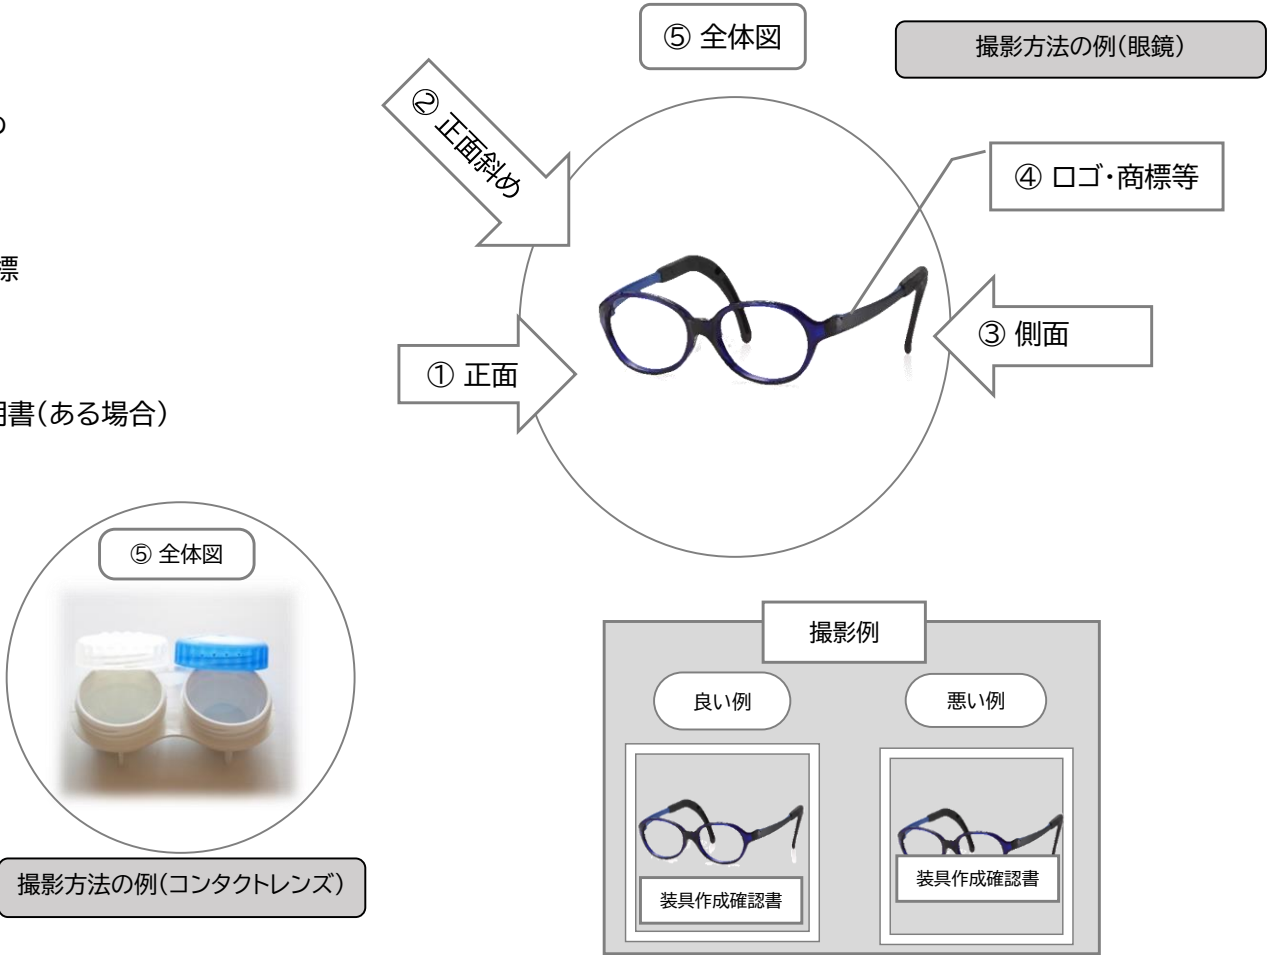 ⑤ 全体図
撮影方法の例(眼鏡)
② 正面斜め
④ ロゴ・商標等
標
③ 側面
① 正面
明書(ある場合)
⑤ 全体図
撮影例
良い例
悪い例
装具作成確認書
装具作成確認書
撮影方法の例(コンタクトレンズ)